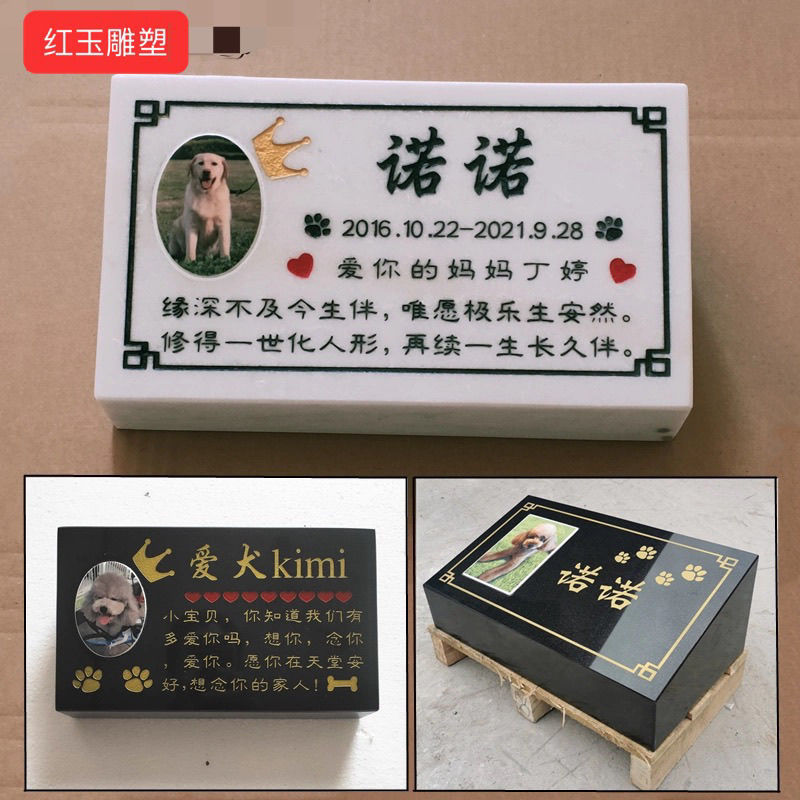 红玉雕塑
诺诺
2016.10.22-2021.9.28
爱你的妈妈丁婷
缘深不及今生伴，唯愿极乐生安然。
修得一世化人形，再续一生长久伴。
爱犬kimi
小宝贝，你知道我们有
多爱你吗，想你，念你
，爱你。愿你在天堂安
好，想念你的家人！
诺诺